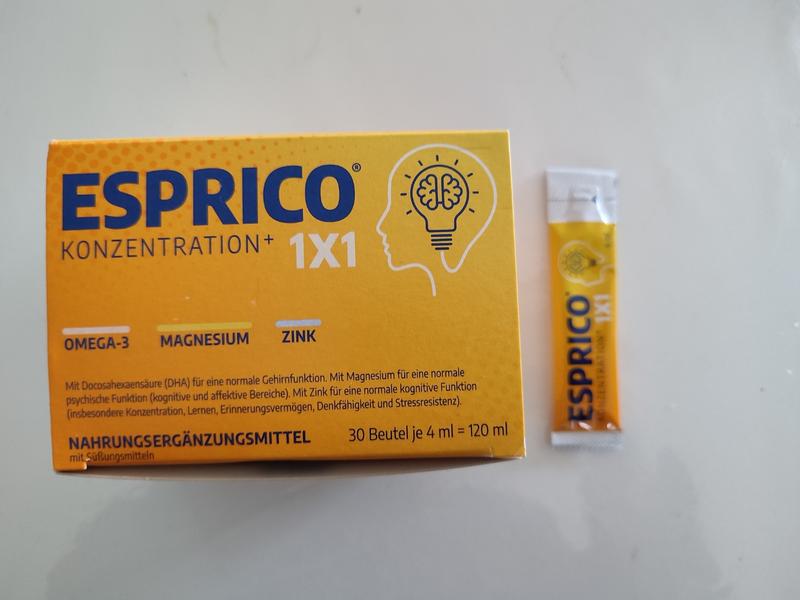 ESPRICO®
KONZENTRATION+ 1X1
OMEGA-3 MAGNESIUM ZINK
Mit Docosahexaensäure (DHA) für eine normale Gehirnfunktion. Mit Magnesium für eine normale
psychische Funktion (kognitive und affektive Bereiche). Mit Zink für eine normale kognitive Funktion
(insbesondere Konzentration, Lernen, Erinnerungsvermögen, Denkfähigkeit und Stressresistenz).
NAHRUNGSERGÄNZUNGSMITTEL 30 Beutel je 4 ml = 120 ml
mit Süßungsmitteln
ESPRICO®
KONZENTRATION+ 1X1